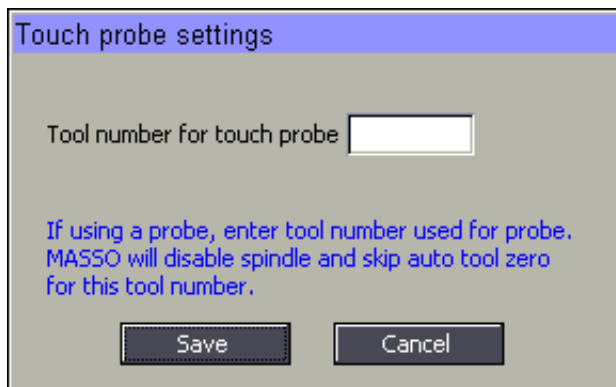 Touch probe settings
Tool number for touch probe
If using a probe, enter tool number used for probe.
MASSO will disable spindle and skip auto tool zero
for this tool number.
Save Cancel